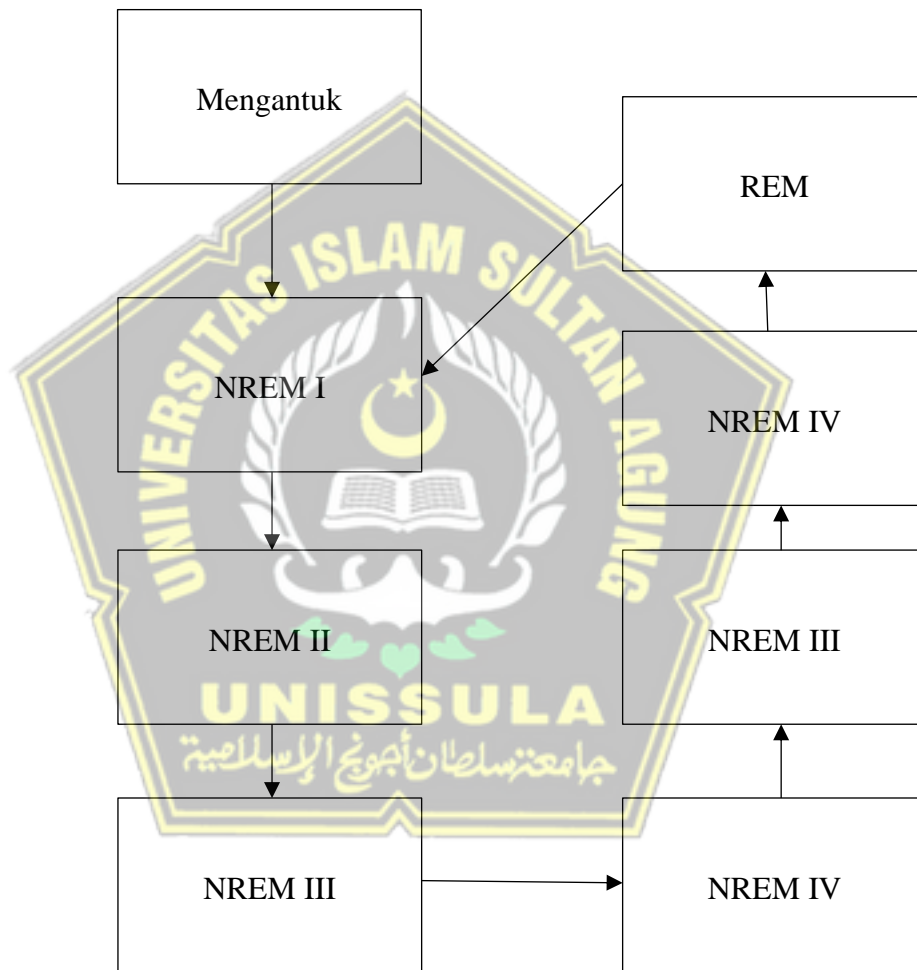 Mengantuk
REM
NREM I
NREM IV
NREM II
NREM III
NREM III
NREM IV
UNIVERSITAS ISLAM SULTAN AGUNG
UNISSULA
جامعة سلطان أجونج الإسلامية